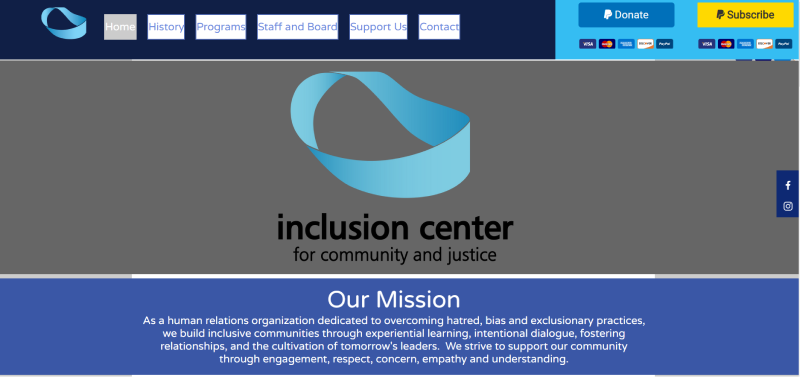 Home History Programs Staff and Board Support Us Contact
Donate Subscribe
VISA DISCOVER PayPal VISA DISCOVER PayPal
inclusion center
for community and justice
Our Mission
As a human relations organization dedicated to overcoming hatred, bias and exclusionary practices,
we build inclusive communities through experiential learning, intentional dialogue, fostering
relationships, and the cultivation of tomorrow's leaders. We strive to support our community
through engagement, respect, concern, empathy and understanding.